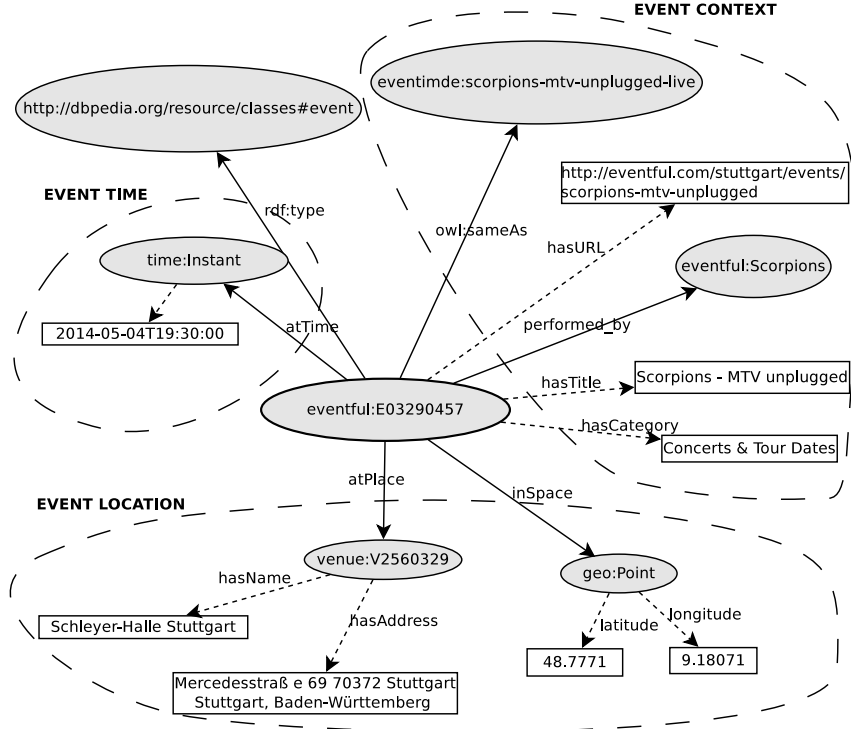 EVENT CONTEXT
eventimde:scorpions-mtv-unplugged-live
http://dbpedia.org/resource/classes#event
http://eventful.com/stuttgart/events/
scorpions-mtv-unplugged
EVENT TIME
rdf:type
owl:sameAs
hasURL
time:Instant
eventful:Scorpions
2014-05-04T19:30:00
atTime
performed_by
Scorpions - MTV unplugged
hasTitle
eventful:E03290457
hasCategory
Concerts & Tour Dates
atPlace
inSpace
EVENT LOCATION
venue:V2560329
geo:Point
hasName
hasAddress
latitude
longitude
Schleyer-Halle Stuttgart
48.7771
9.18071
Mercedesstraß e 69 70372 Stuttgart
Stuttgart, Baden-Württemberg